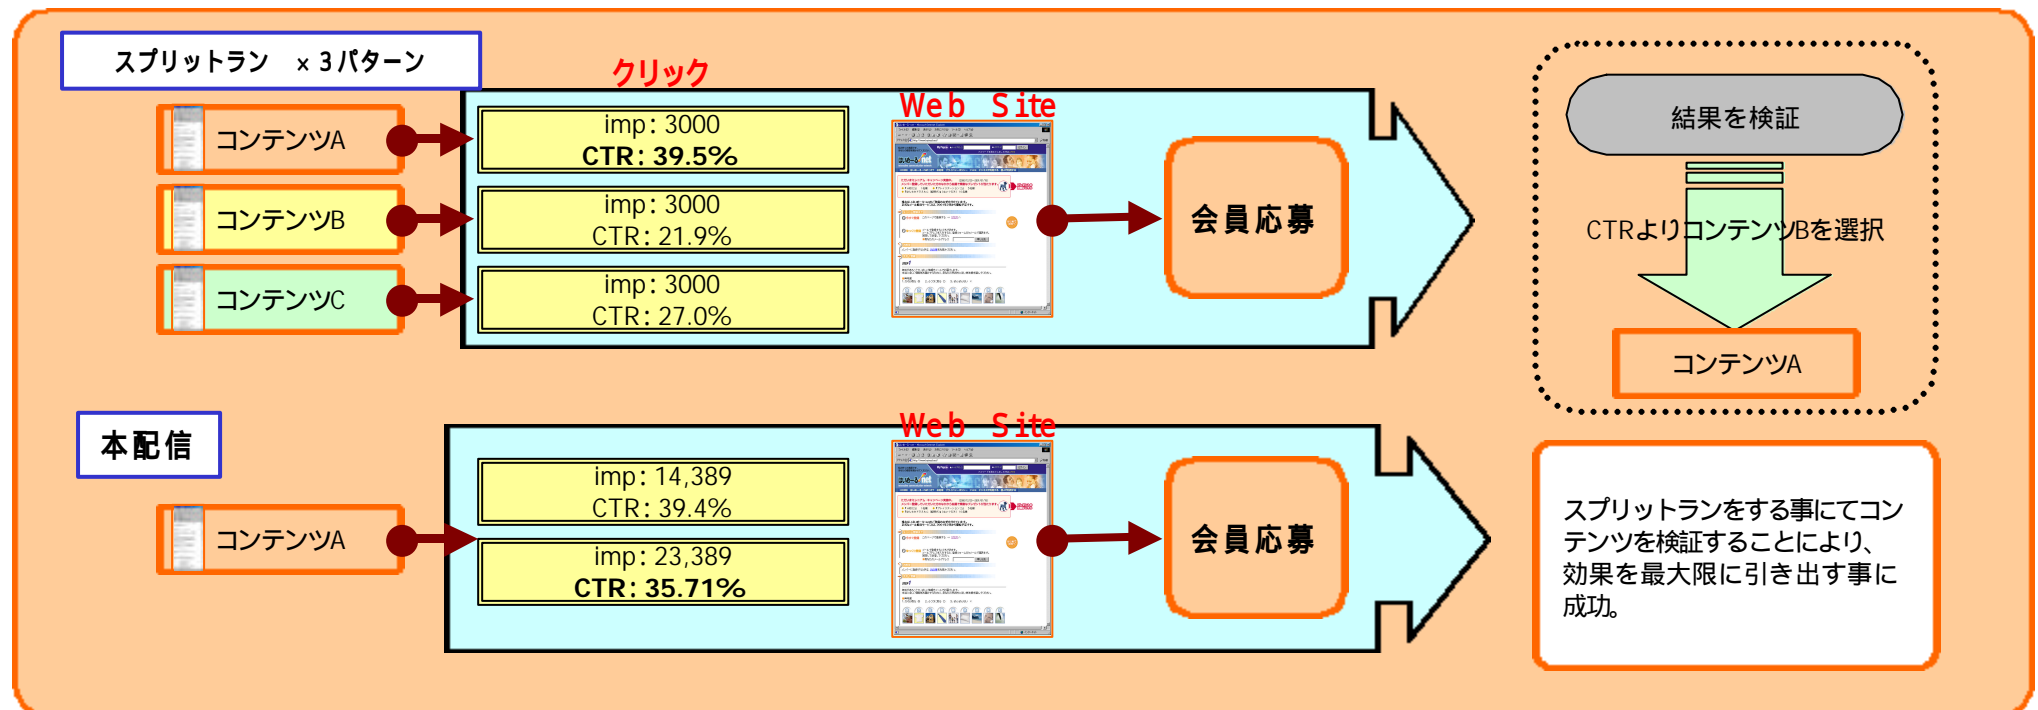 スプリットラン × 3パターン
クリック
Web Site
コンテンツA
imp: 3000
CTR: 39.5%
コンテンツB
imp: 3000
CTR: 21.9%
コンテンツC
imp: 3000
CTR: 27.0%
会員応募
結果を検証
CTRよりコンテンツBを選択
コンテンツA
本配信
Web Site
コンテンツA
imp: 14,389
CTR: 39.4%
imp: 23,389
CTR: 35.71%
会員応募
スプリットランをする事にてコン
テンツを検証することにより、
効果を最大限に引き出す事に
成功。